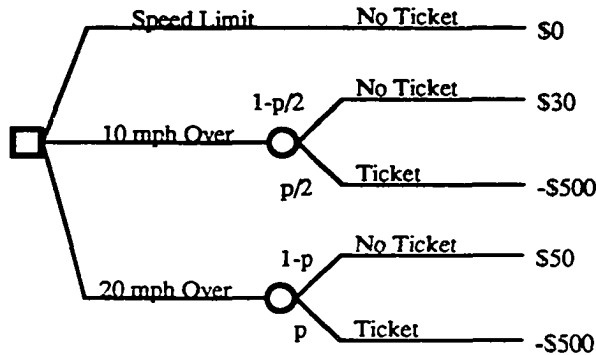 Speed Limit No Ticket $0
No Ticket $30
1-p/2
10 mph Over
p/2 Ticket -$500
No Ticket $50
1-p
20 mph Over
p Ticket -$500